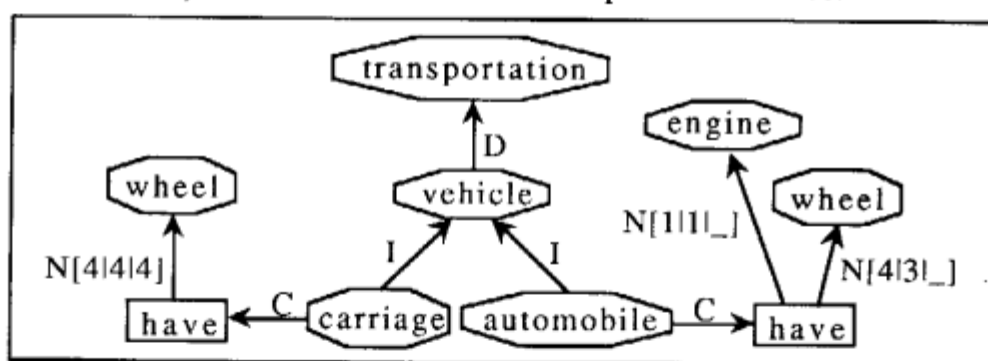 transportation
engine
D
wheel
vehicle
wheel
N[1|1|_]
I
I
N[4|4|4]
N[4|3|_]
have
C
carriage
automobile
C
have